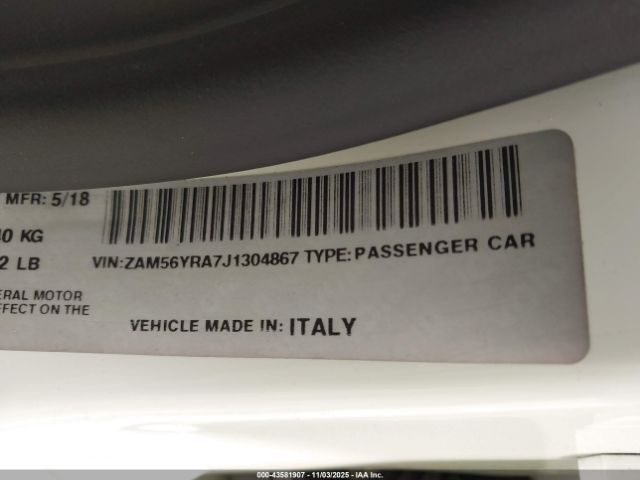 MFR: 5/18
0 KG
2 LB
VIN:ZAM56YRA7J1304867 TYPE:PASSENGER CAR
ERAL MOTOR
FFECT ON THE
VEHICLE MADE IN: ITALY
000-43581907 - 11/03/2025 - IAA Inc.